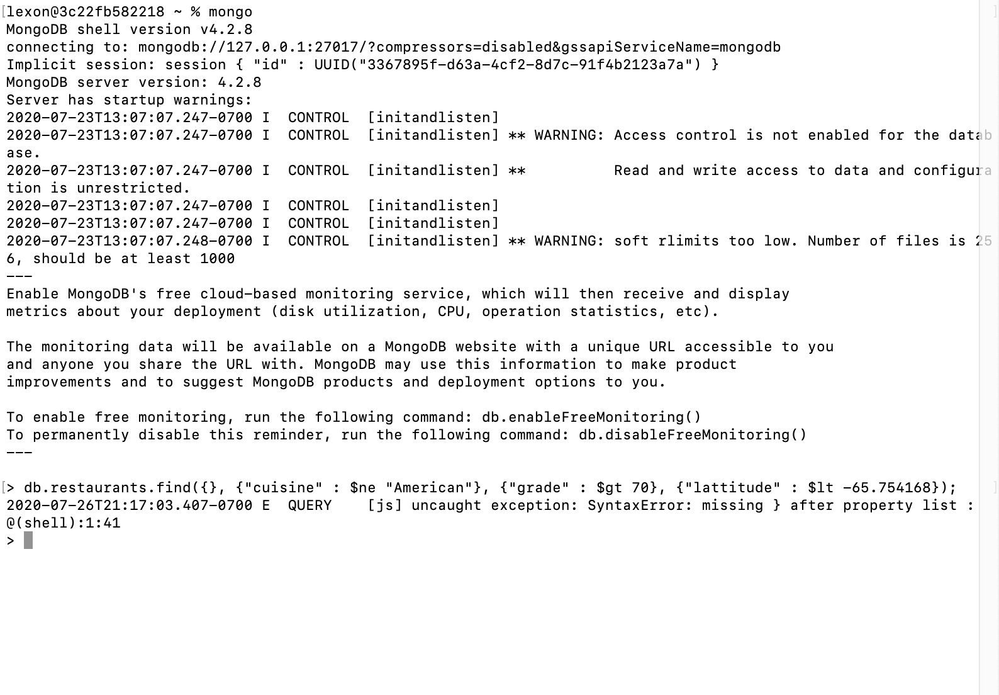 [lexon@3c22fb582218 ~ % mongo ]
MongoDB shell version v4.2.8
connecting to: mongodb://127.0.0.1:27017/?compressors=disabled&gssapiServiceName=mongodb
Implicit session: session { "id" : UUID("3367895f-d63a-4cf2-8d7c-91f4b2123a7a") }
MongoDB server version: 4.2.8
Server has startup warnings:
2020-07-23T13:07:07.247-0700 I  CONTROL  [initandlisten]
2020-07-23T13:07:07.247-0700 I  CONTROL  [initandlisten] ** WARNING: Access control is not enabled for the datab
ase.
2020-07-23T13:07:07.247-0700 I  CONTROL  [initandlisten] **          Read and write access to data and configura
tion is unrestricted.
2020-07-23T13:07:07.247-0700 I  CONTROL  [initandlisten]
2020-07-23T13:07:07.247-0700 I  CONTROL  [initandlisten]
2020-07-23T13:07:07.248-0700 I  CONTROL  [initandlisten] ** WARNING: soft rlimits too low. Number of files is 25
6, should be at least 1000
---
Enable MongoDB's free cloud-based monitoring service, which will then receive and display
metrics about your deployment (disk utilization, CPU, operation statistics, etc).

The monitoring data will be available on a MongoDB website with a unique URL accessible to you
and anyone you share the URL with. MongoDB may use this information to make product
improvements and to suggest MongoDB products and deployment options to you.

To enable free monitoring, run the following command: db.enableFreeMonitoring()
To permanently disable this reminder, run the following command: db.disableFreeMonitoring()
---

[> db.restaurants.find({}, {"cuisine" : $ne "American"}, {"grade" : $gt 70}, {"lattitude" : $lt -65.754168}); ]
2020-07-26T21:17:03.407-0700 E  QUERY    [js] uncaught exception: SyntaxError: missing } after property list :
@(shell):1:41
>